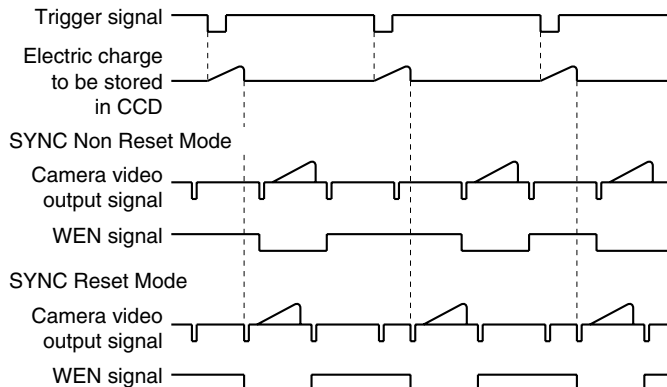 Trigger signal
Electric charge
to be stored
in CCD
SYNC Non Reset Mode
Camera video
output signal
WEN signal
SYNC Reset Mode
Camera video
output signal
WEN signal